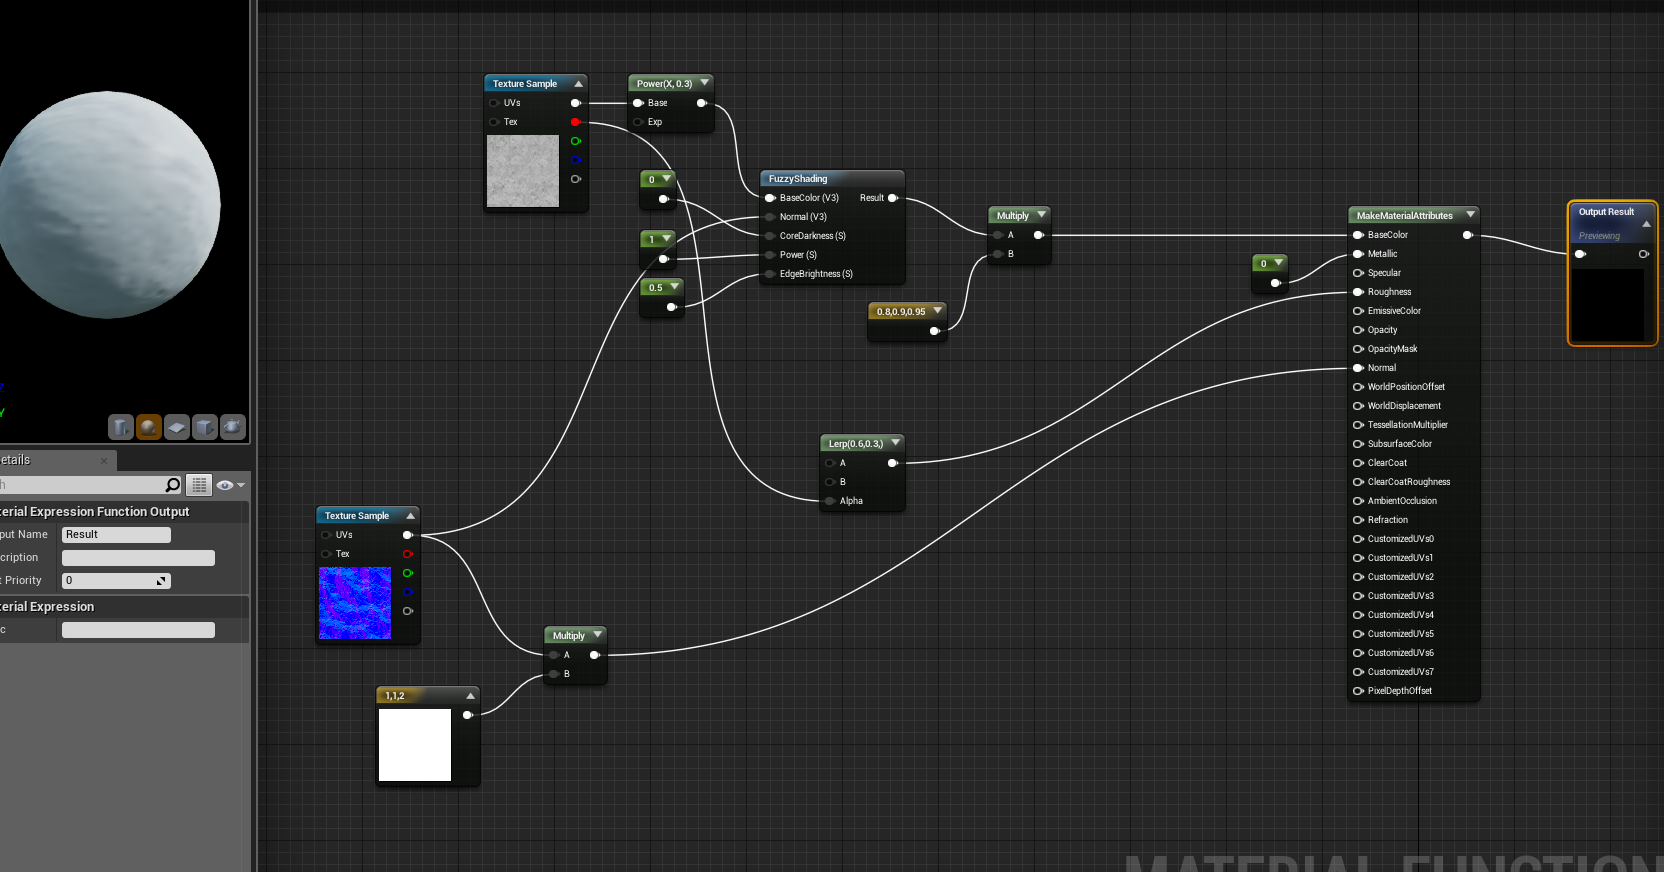 Texture Sample
UVs
Tex
Power(X, 0.3)
Base
Exp
0
1
0.5
FuzzyShading
BaseColor (V3)
Result
Normal (V3)
CoreDarkness (S)
Power (S)
EdgeBrightness (S)
Multiply
A
B
0.8,0.9,0.95
0
MakeMaterialAttributes
BaseColor
Metallic
Specular
Roughness
EmissiveColor
Opacity
OpacityMask
Normal
WorldPositionOffset
WorldDisplacement
TessellationMultiplier
SubsurfaceColor
ClearCoat
ClearCoatRoughness
AmbientOcclusion
Refraction
CustomizedUVs0
CustomizedUVs1
CustomizedUVs2
CustomizedUVs3
CustomizedUVs4
CustomizedUVs5
CustomizedUVs6
CustomizedUVs7
PixelDepthOffset
Output Result
Previewing
Lerp(0.6,0.3,)
A
B
Alpha
Texture Sample
UVs
Tex
Multiply
A
B
1,1,2
Y
etails
h
terial Expression Function Output
put Name
Result
cription
t Priority
0
terial Expression
c
MATERIAL FUNCTION